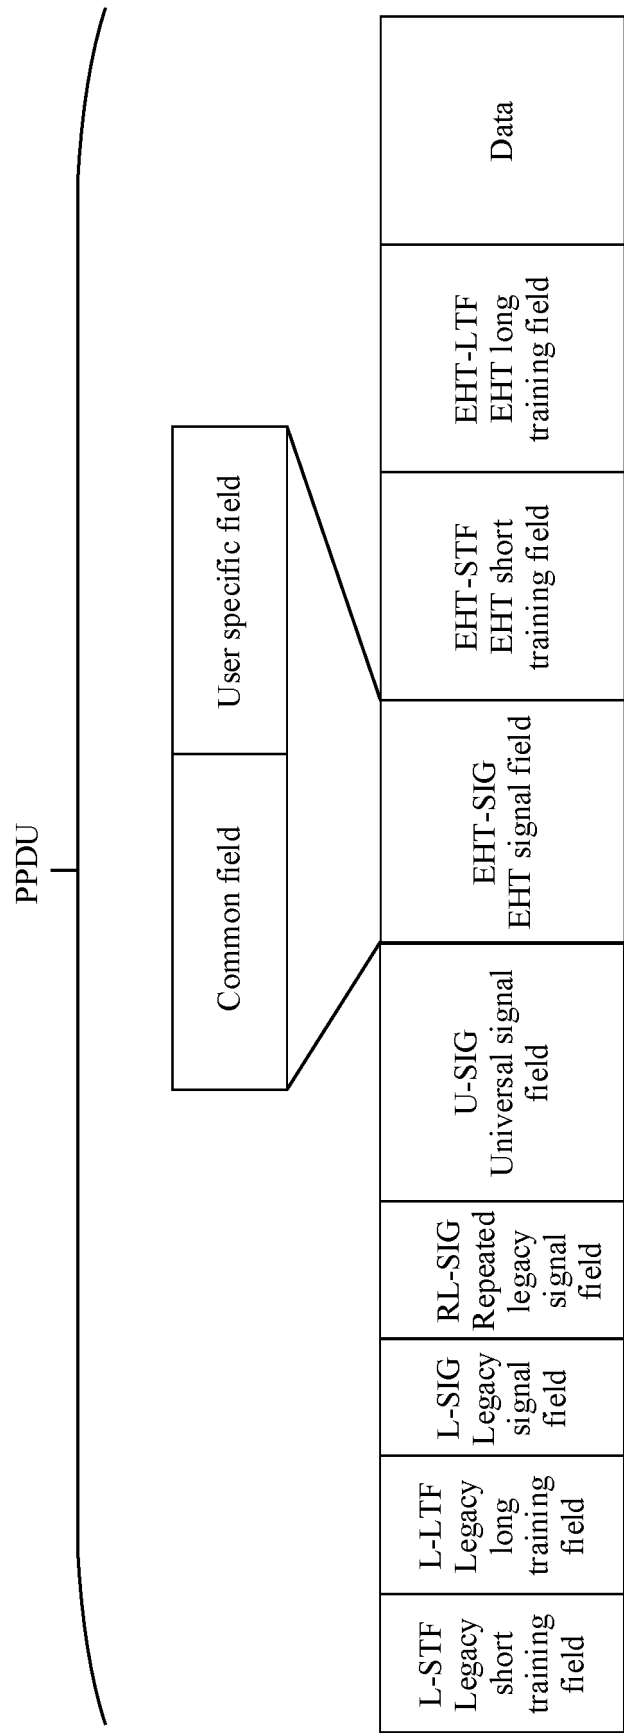 PPDU
Common field
User specific field
L-STF
Legacy
short
training
field
L-LTF
Legacy
long
training
field
L-SIG
Legacy
signal
field
RL-SIG
Repeated
legacy
signal
field
U-SIG
Universal signal
field
EHT-SIG
EHT signal field
EHT-STF
EHT short
training field
EHT-LTF
EHT long
training field
Data